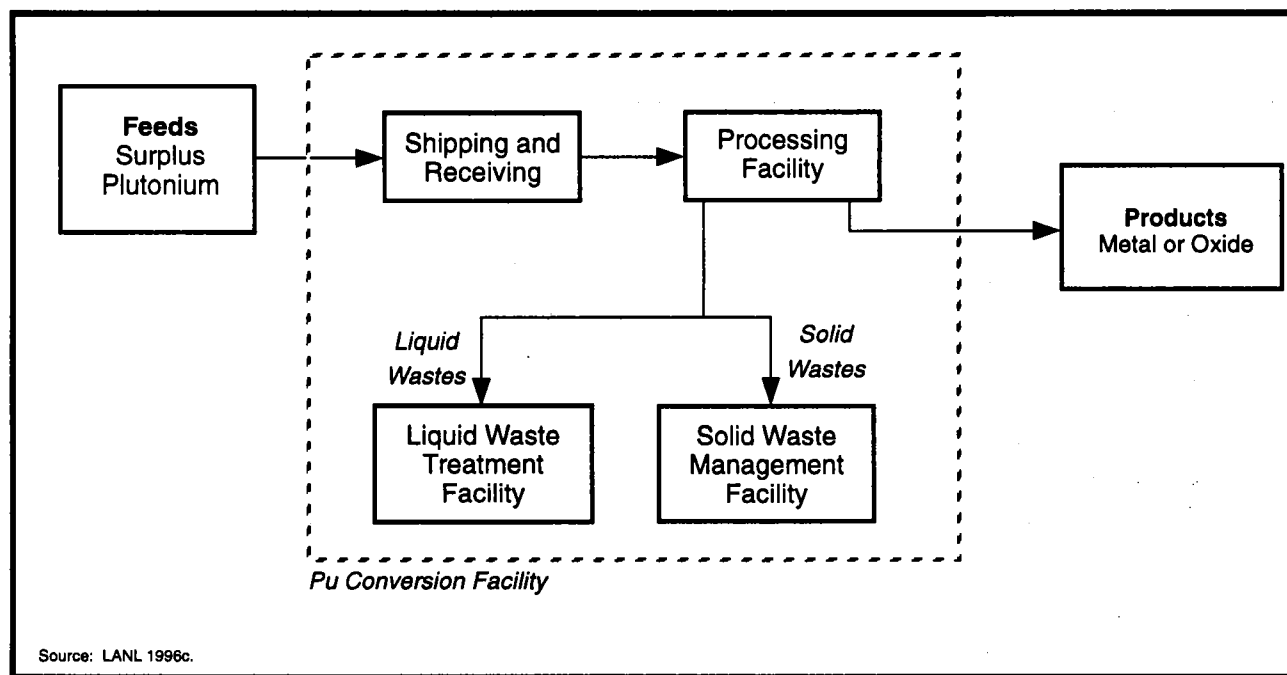 Feeds
Surplus
Plutonium
Shipping and
Receiving
Processing
Facility
Products
Metal or Oxide
Liquid
Wastes
Solid
Wastes
Liquid Waste
Treatment
Facility
Solid Waste
Management
Facility
Pu Conversion Facility
Source: LANL 1996c.